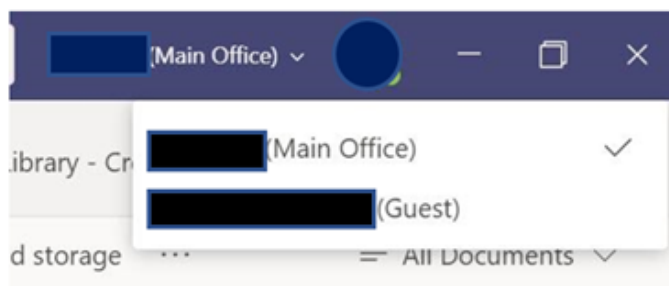 (Main Office)
(Main Office)
ibrary - Cr
(Guest)
d storage ... All Documents